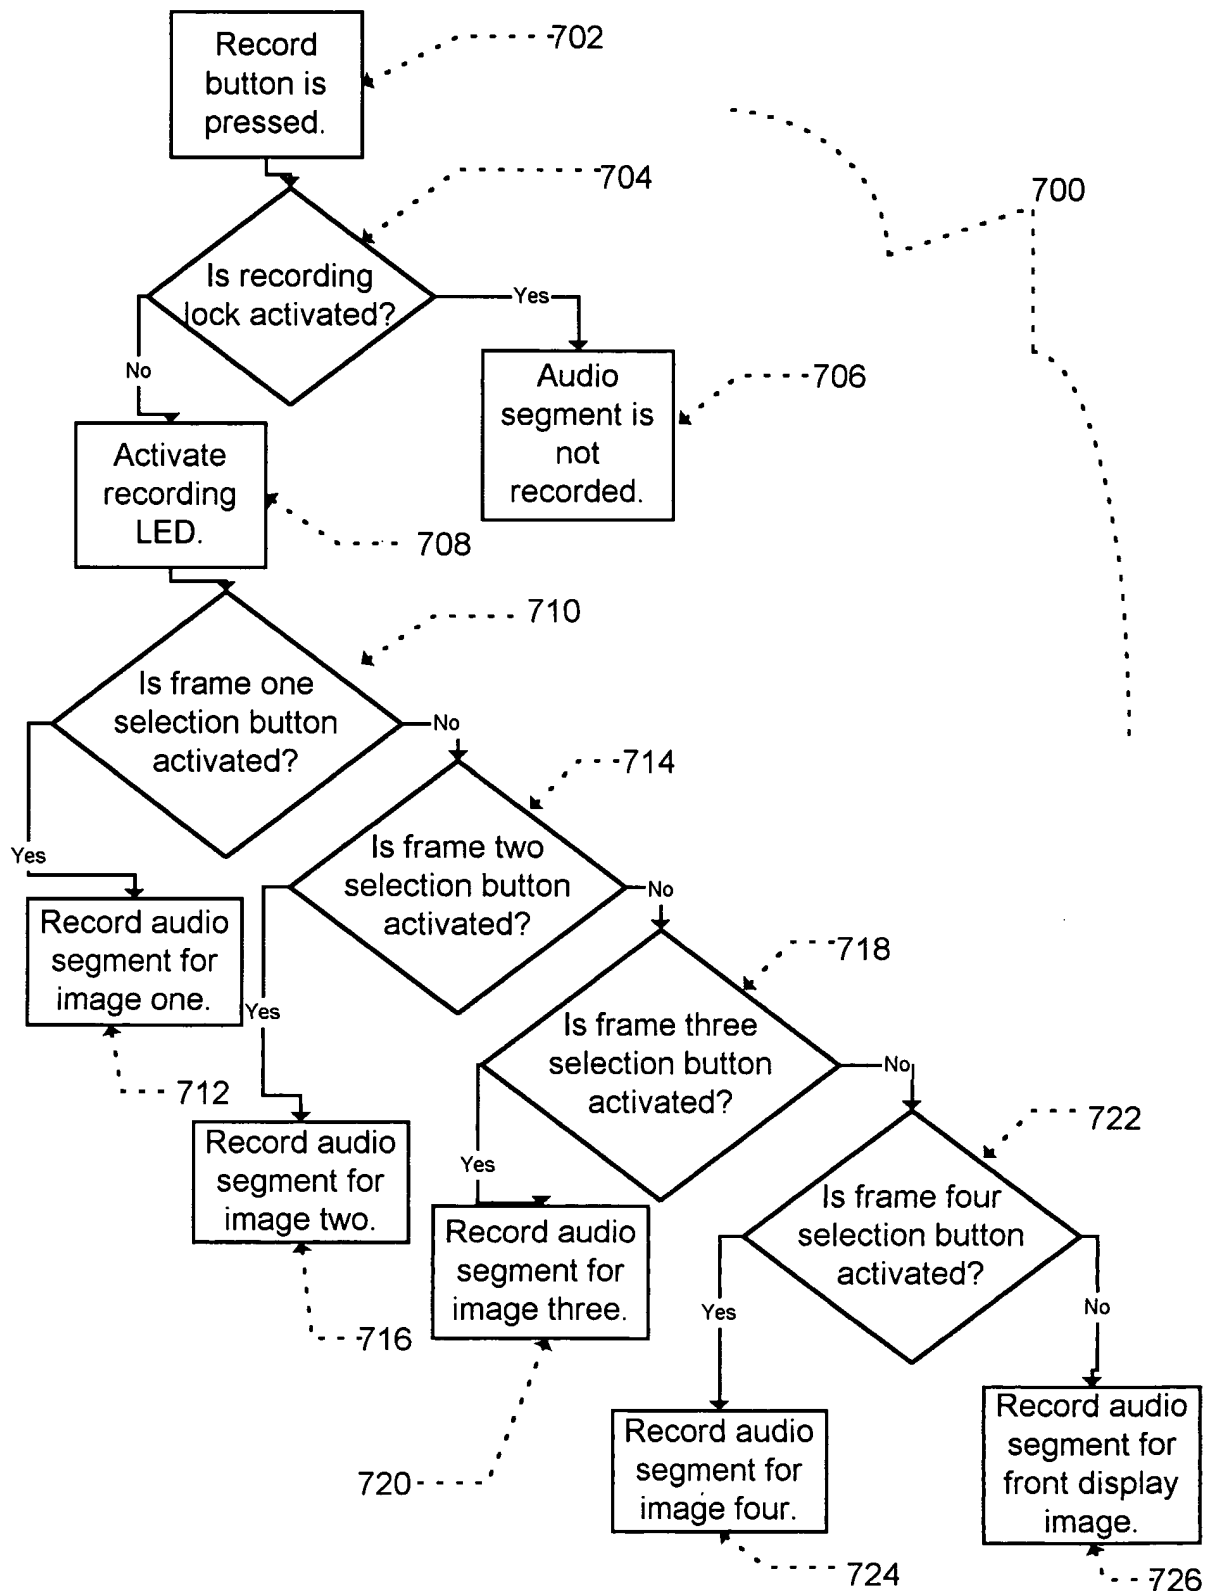 Record
button is
pressed.
702
704
700
Is recording
lock activated?
Yes
No
Audio
segment is
not
recorded.
706
Activate
recording
LED.
708
710
Is frame one
selection button
activated?
No
Yes
714
Is frame two
selection button
activated?
No
Yes
Record audio
segment for
image one.
712
718
Is frame three
selection button
activated?
No
Yes
Record audio
segment for
image two.
716
722
Is frame four
selection button
activated?
Yes
No
Record audio
segment for
image three.
720
Record audio
segment for
image four.
724
Record audio
segment for
front display
image.
726